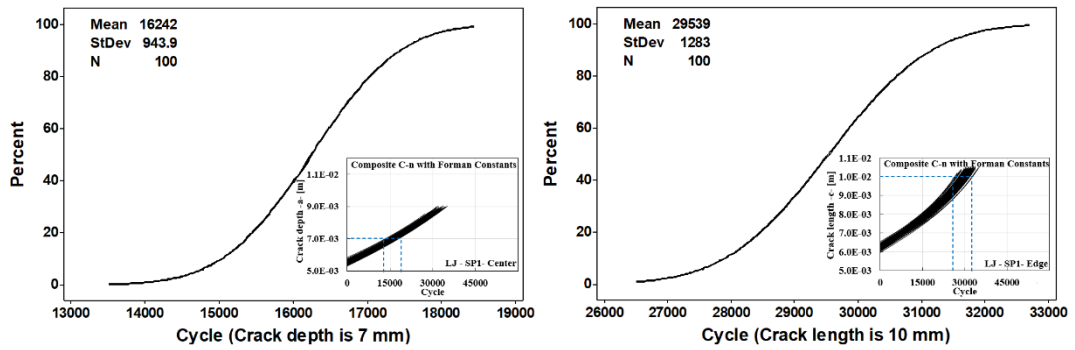 Mean 16242
StDev 943.9
N 100
100
80
60
40
20
0
Percent
13000 14000 15000 16000 17000 18000 19000
Cycle (Crack depth is 7 mm)
Composite C-n with Forman Constants
1.1E-02
9.0E-03
7.0E-03
5.0E-03
Crack depth -a- [m]
LJ - SP1- Center
0 15000 30000 45000
Cycle
Mean 29539
StDev 1283
N 100
100
80
60
40
20
0
Percent
26000 27000 28000 29000 30000 31000 32000 33000
Cycle (Crack length is 10 mm)
Composite C-n with Forman Constants
1.1E-02
1.0E-02
9.0E-03
8.0E-03
7.0E-03
6.0E-03
Crack length -c- [m]
LJ - SP1- Edge
0 15000 30000 45000
Cycle